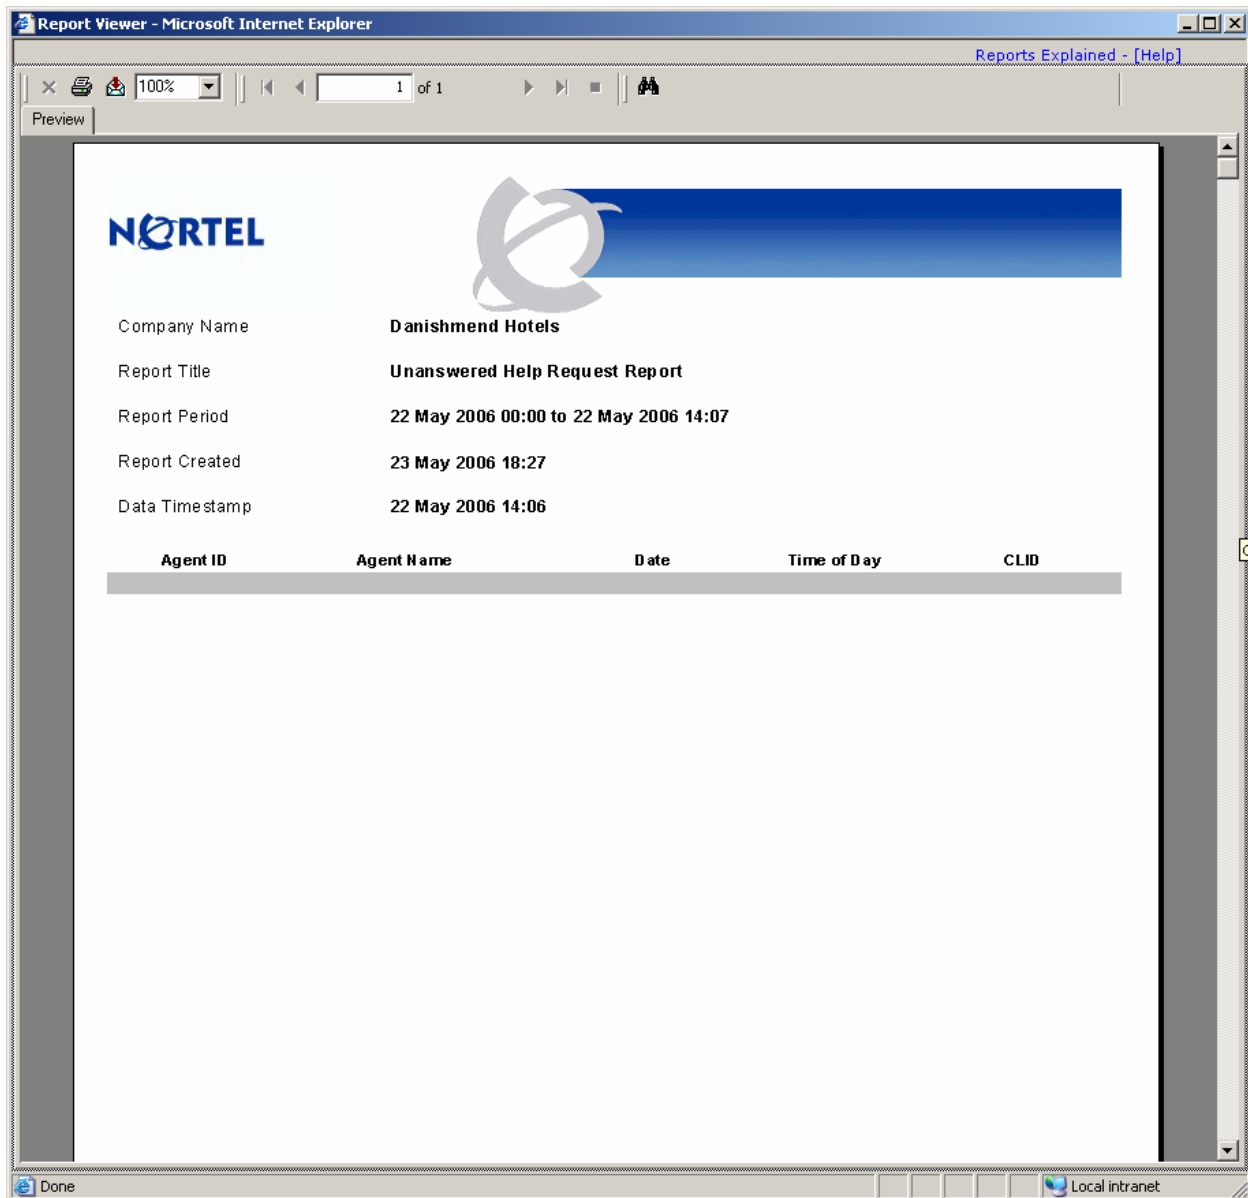 Report Viewer - Microsoft Internet Explorer
Reports Explained - [Help]
100%
1 of 1
Preview
NORTEL
Company Name Danishmend Hotels
Report Title Unanswered Help Request Report
Report Period 22 May 2006 00:00 to 22 May 2006 14:07
Report Created 23 May 2006 18:27
Data Timestamp 22 May 2006 14:06
Agent ID Agent Name Date Time of Day CLID
Done Local intranet